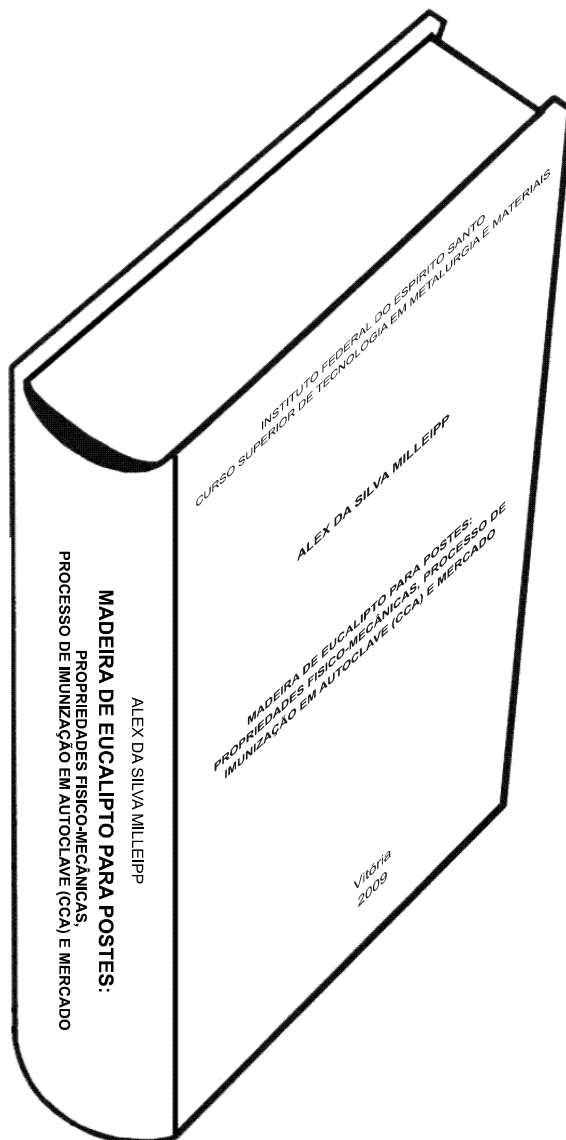 INSTITUTO FEDERAL DO ESPÍRITO SANTO
CURSO SUPERIOR DE TECNOLOGIA EM METALURGIA E MATERIAIS
ALEX DA SILVA MILLEIPP
MADEIRA DE EUCALIPTO PARA POSTES:
PROPRIEDADES FISICO-MECÂNICAS, PROCESSO DE
IMUNIZAÇÃO EM AUTOCLAVE (CCA) E MERCADO
Vitória
2009
ALEX DA SILVA MILLEIPP
MADEIRA DE EUCALIPTO PARA POSTES:
PROPRIEDADES FISICO-MECÂNICAS,
PROCESSO DE IMUNIZAÇÃO EM AUTOCLAVE (CCA) E MERCADO